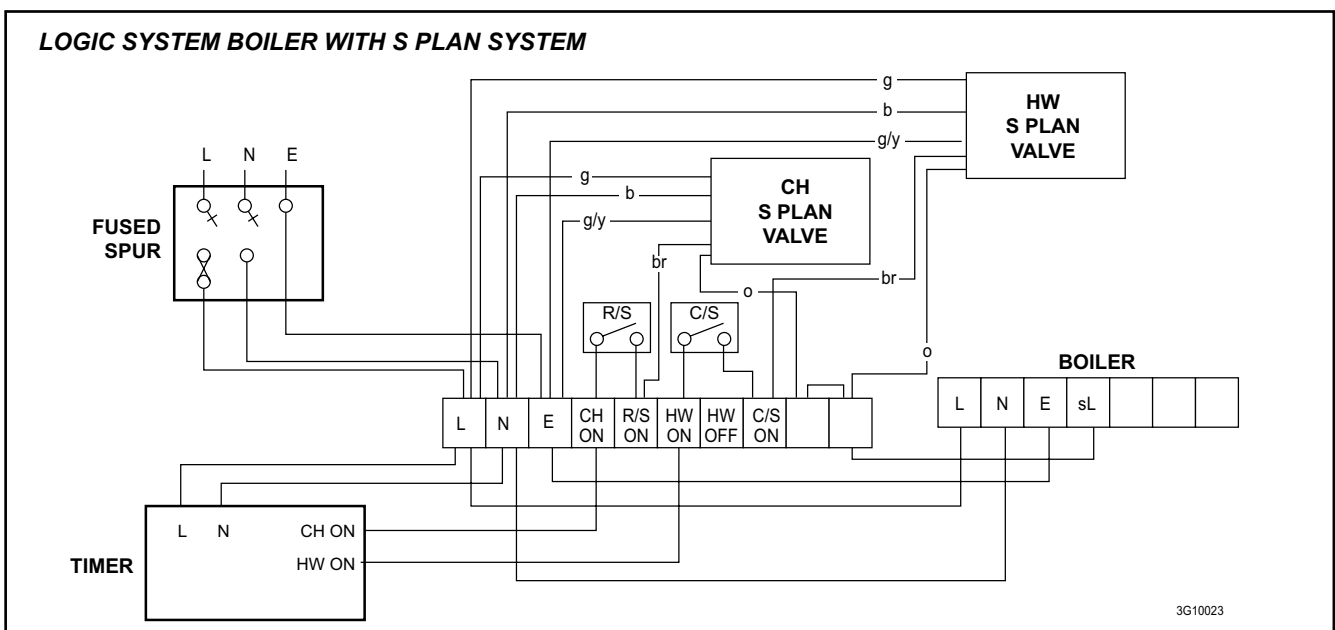 LOGIC SYSTEM BOILER WITH S PLAN SYSTEM
g
HW
S PLAN
VALVE
b
g/y
L N E
g
CH
S PLAN
VALVE
b
g/y
FUSED
SPUR
br
br
o
R/S
C/S
o
BOILER
L N E CH ON R/S ON HW ON HW OFF C/S ON
L N E sL
L N CH ON
HW ON
TIMER
3G10023